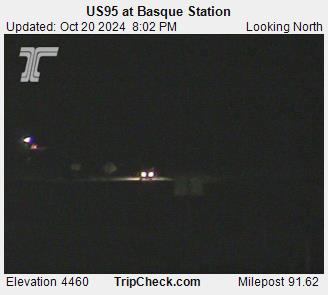 US95 at Basque Station
Updated: Oct 20 2024 8:02 PM Looking North
Elevation 4460 TripCheck.com Milepost 91.62